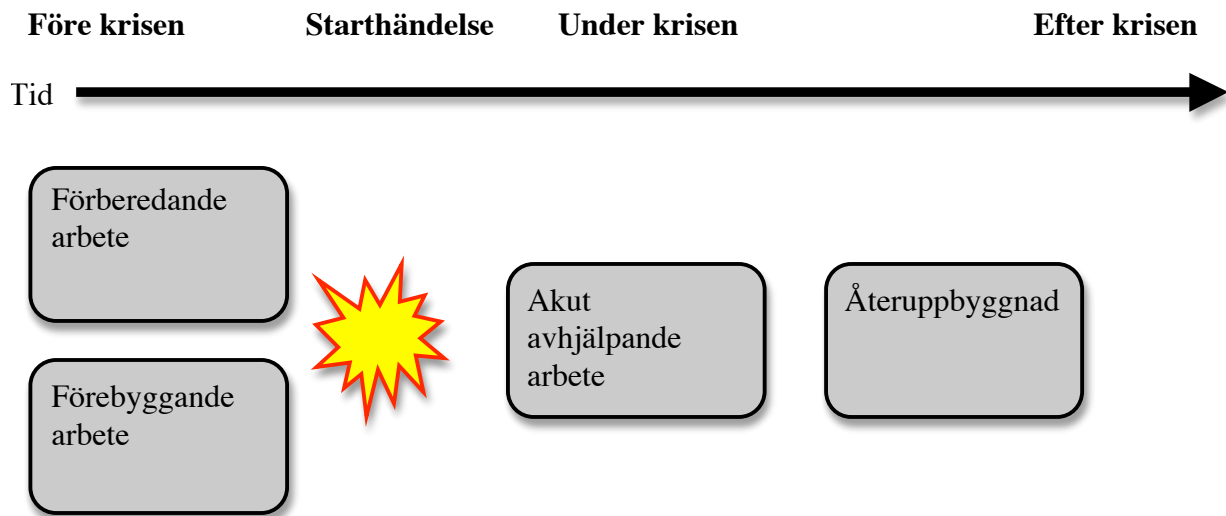 Före krisen Starthändelse Under krisen Efter krisen
Tid
Förberedande
arbete
Förebyggande
arbete
Akut
avhjälpande
arbete
Återuppbyggnad